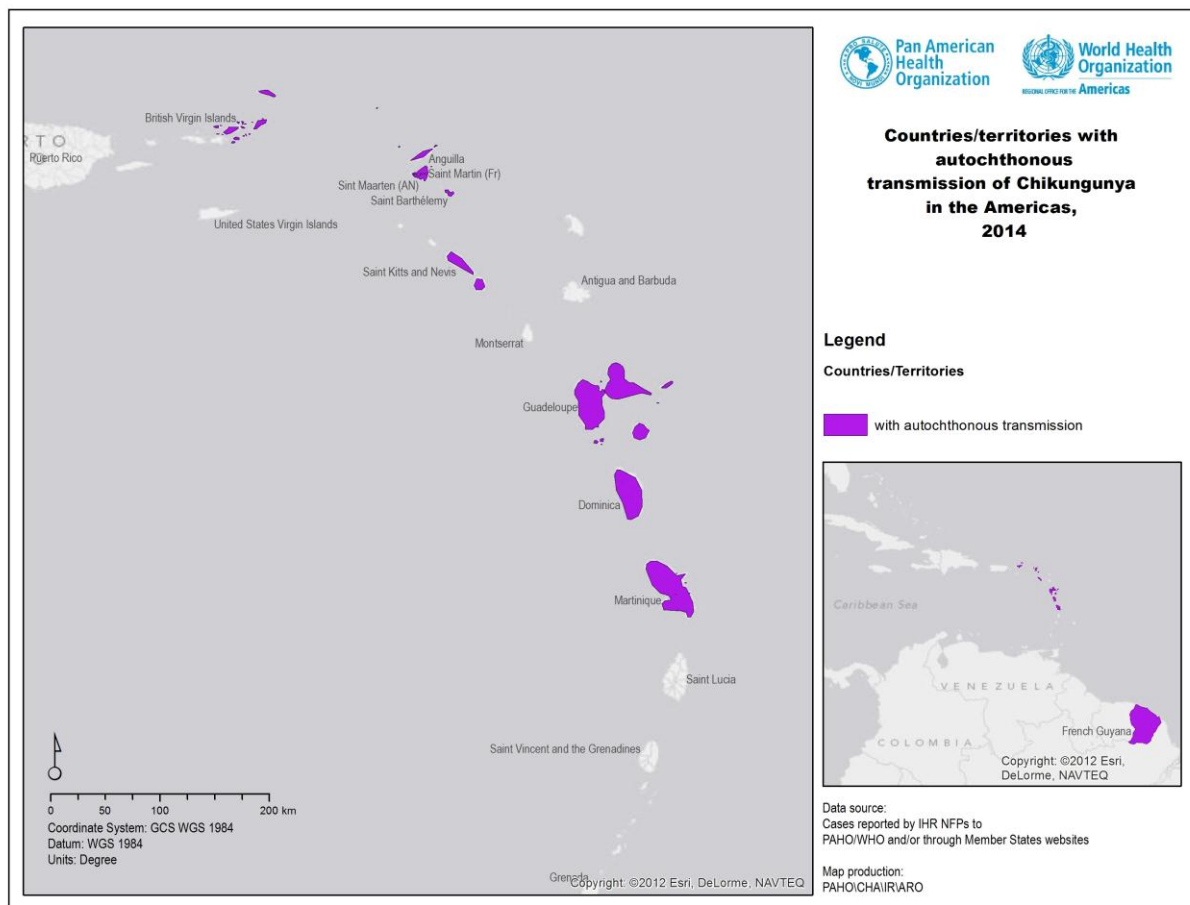 British Virgin Islands
RTO
Puerto Rico
Anguilla
Saint Martin (Fr)
Sint Maarten (AN)
Saint Barthélemy
United States Virgin Islands
Saint Kitts and Nevis
Antigua and Barbuda
Montserrat
Guadeloupe
Dominica
Martinique
Saint Lucia
Saint Vincent and the Grenadines
Grenada
0 50 100 200 km
Coordinate System: GCS WGS 1984
Datum: WGS 1984
Units: Degree
Copyright: ©2012 Esri, DeLorme, NAVTEQ
Pan American
Health
Organization
World Health
Organization
REGIONAL OFFICE FOR THE Americas
Countries/territories with
autochthonous
transmission of Chikungunya
in the Americas,
2014
Legend
Countries/Territories
with autochthonous transmission
Caribbean Sea
VENEZUELA
COLOMBIA
French Guyana
Copyright: ©2012 Esri,
DeLorme, NAVTEQ
Data source:
Cases reported by IHR NFPs to
PAHO/WHO and/or through Member States websites
Map production:
PAHO\CHA\IR\ARO